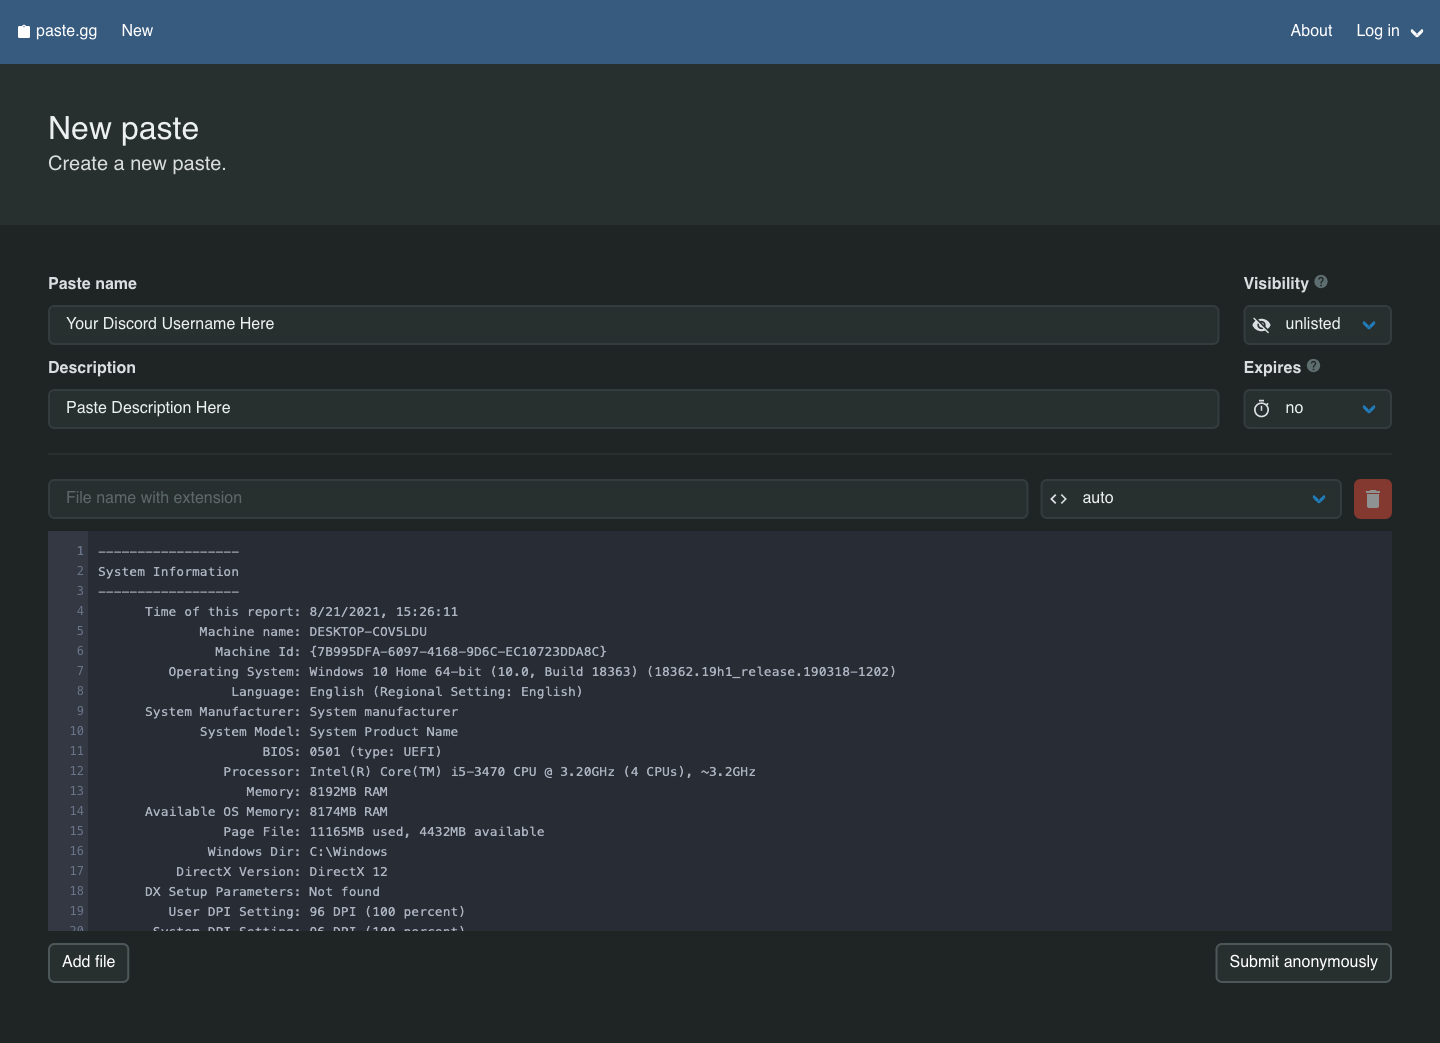 paste.gg New About Log in
New paste
Create a new paste.
Paste name
Visibility ?
Your Discord Username Here
unlisted
Description
Expires ?
Paste Description Here
no
File name with extension
<> auto
1 ------------------
2 System Information
3 ------------------
4 Time of this report: 8/21/2021, 15:26:11
5 Machine name: DESKTOP-COV5LDU
6 Machine Id: {7B995DFA-6097-4168-9D6C-EC10723DDA8C}
7 Operating System: Windows 10 Home 64-bit (10.0, Build 18363) (18362.19h1_release.190318-1202)
8 Language: English (Regional Setting: English)
9 System Manufacturer: System manufacturer
10 System Model: System Product Name
11 BIOS: 0501 (type: UEFI)
12 Processor: Intel(R) Core(TM) i5-3470 CPU @ 3.20GHz (4 CPUs), ~3.2GHz
13 Memory: 8192MB RAM
14 Available OS Memory: 8174MB RAM
15 Page File: 11165MB used, 4432MB available
16 Windows Dir: C:\Windows
17 DirectX Version: DirectX 12
18 DX Setup Parameters: Not found
19 User DPI Setting: 96 DPI (100 percent)
20 System DPI Setting: 96 DPI (100 percent)
Add file
Submit anonymously